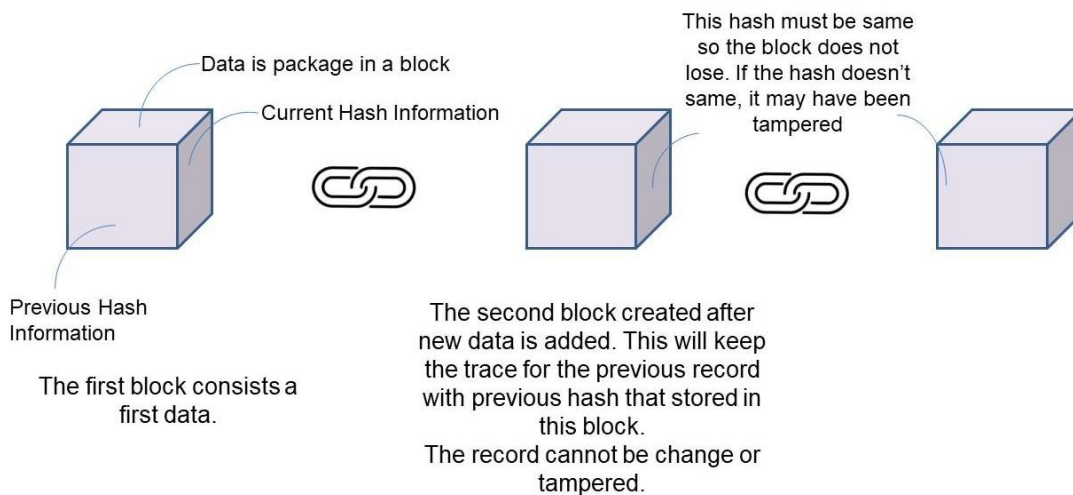 Data is package in a block
Current Hash Information
Previous Hash
Information
The first block consists a
first data.
The second block created after
new data is added. This will keep
the trace for the previous record
with previous hash that stored in
this block.
The record cannot be change or
tampered.
This hash must be same
so the block does not
lose. If the hash doesn’t
same, it may have been
tampered